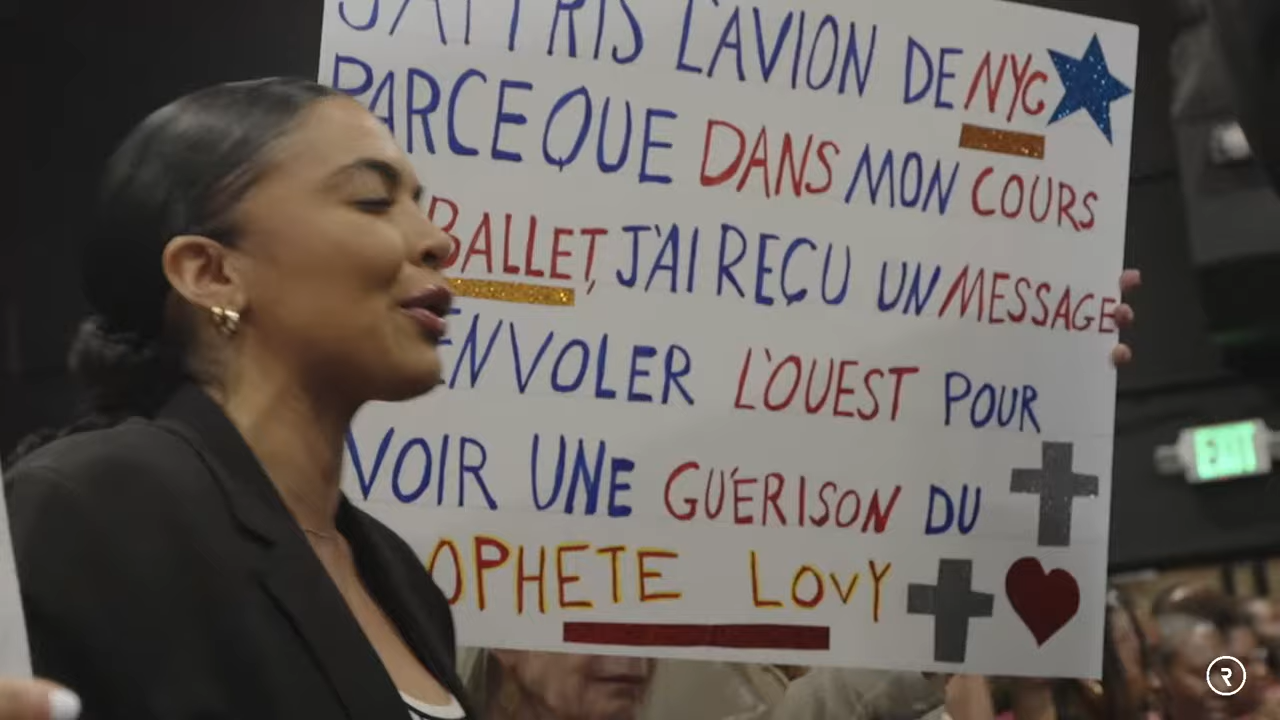 J'AI PRIS L'AVION DE NYC
PARCE QUE DANS MON COURS
BALLET, J'AI REÇU UN MESSAGE
ENVOLER L'OUEST POUR
VOIR UNE GUÉRISON DU
OPHETE LOVY
EXIT